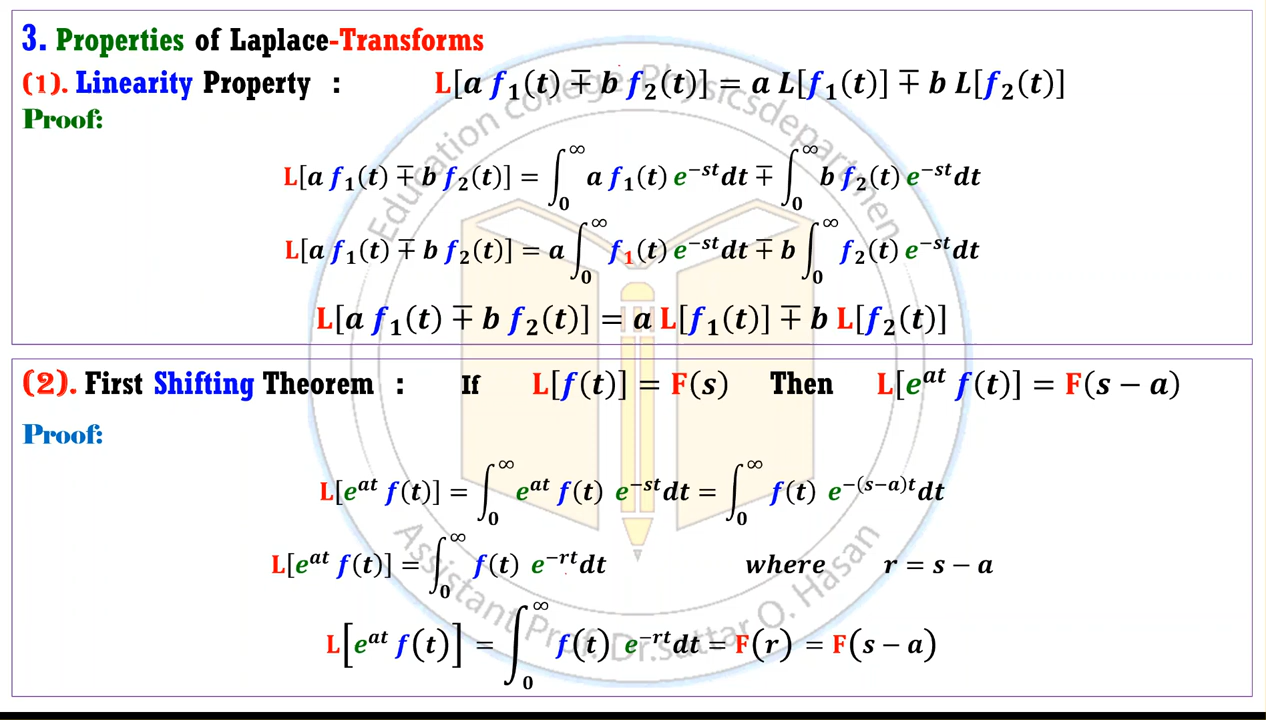 3. Properties of Laplace-Transforms
(1). Linearity Property : L[a f₁(t) ∓ b f₂(t)] = a L[f₁(t)] ∓ b L[f₂(t)]
Proof:
L[a f₁(t) ∓ b f₂(t)] = ∫₀^∞ a f₁(t) e^{−st}dt ∓ ∫₀^∞ b f₂(t) e^{−st}dt
L[a f₁(t) ∓ b f₂(t)] = a ∫₀^∞ f₁(t) e^{−st}dt ∓ b ∫₀^∞ f₂(t) e^{−st}dt
L[a f₁(t) ∓ b f₂(t)] = a L[f₁(t)] ∓ b L[f₂(t)]
(2). First Shifting Theorem : If L[f(t)] = F(s) Then L[e^{at} f(t)] = F(s − a)
Proof:
L[e^{at} f(t)] = ∫₀^∞ e^{at} f(t) e^{−st}dt = ∫₀^∞ f(t) e^{−(s−a)t}dt
L[e^{at} f(t)] = ∫₀^∞ f(t) e^{−rt}dt where r = s − a
L[e^{at} f(t)] = ∫₀^∞ f(t) e^{−rt}dt = F(r) = F(s − a)
Education college-Physicsdepartmen
Assistant Prof. Dr.Sattar O. Hasan